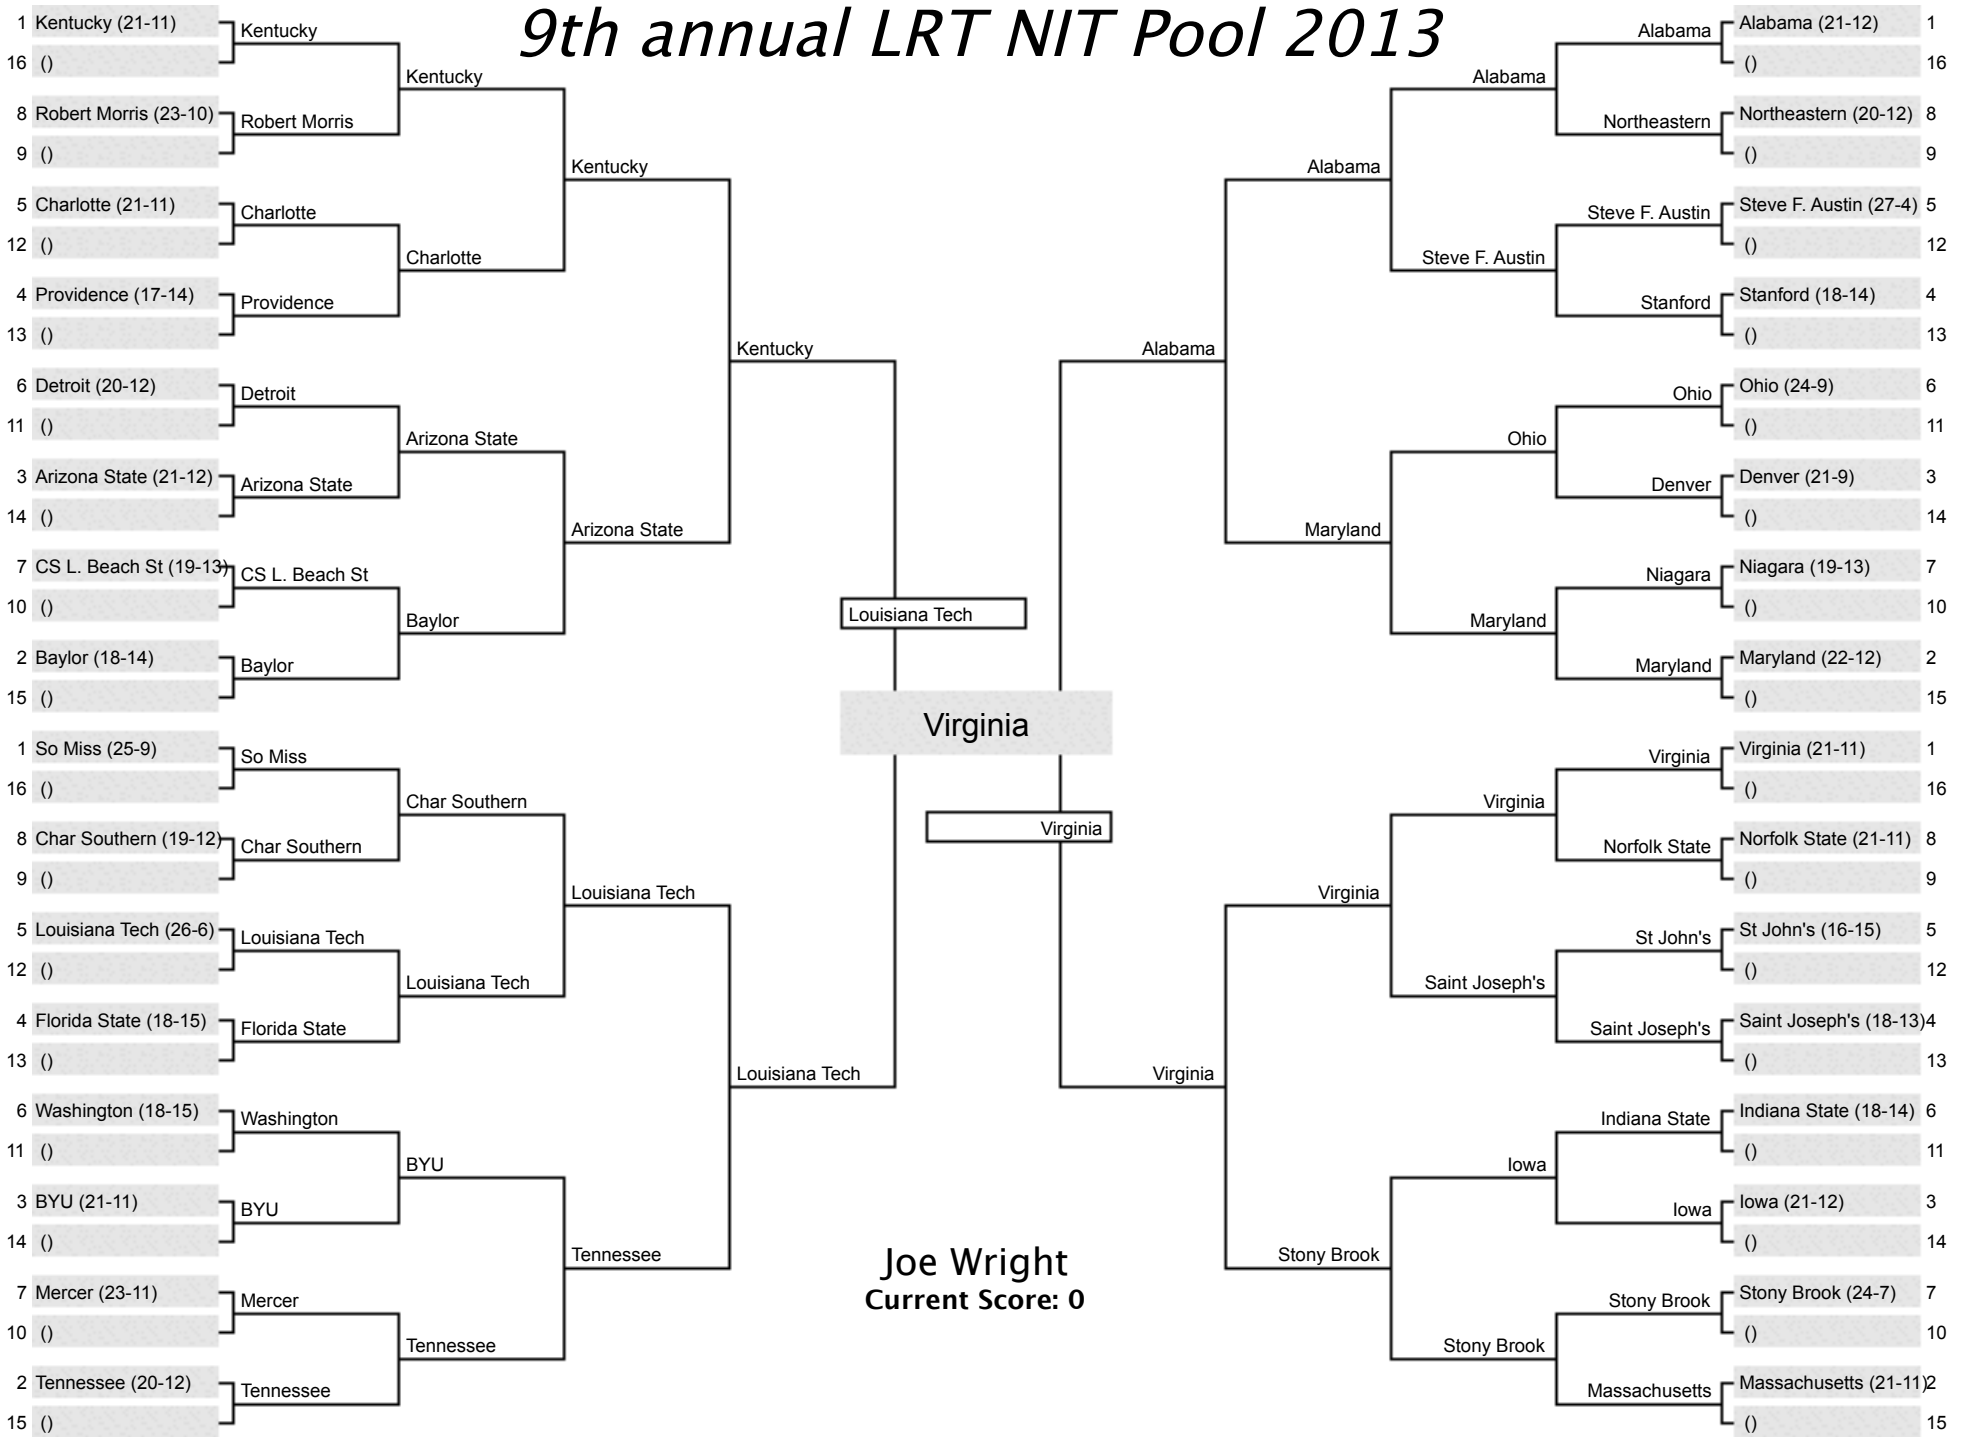 9th annual LRT NIT Pool 2013
1 Kentucky (21-11)
16 ()
8 Robert Morris (23-10)
9 ()
5 Charlotte (21-11)
12 ()
4 Providence (17-14)
13 ()
6 Detroit (20-12)
11 ()
3 Arizona State (21-12)
14 ()
7 CS L. Beach St (19-13)
10 ()
2 Baylor (18-14)
15 ()
1 So Miss (25-9)
16 ()
8 Char Southern (19-12)
9 ()
5 Louisiana Tech (26-6)
12 ()
4 Florida State (18-15)
13 ()
6 Washington (18-15)
11 ()
3 BYU (21-11)
14 ()
7 Mercer (23-11)
10 ()
2 Tennessee (20-12)
15 ()
Kentucky
Robert Morris
Charlotte
Providence
Detroit
Arizona State
CS L. Beach St
Baylor
So Miss
Char Southern
Louisiana Tech
Florida State
Washington
BYU
Mercer
Tennessee
Kentucky
Charlotte
Arizona State
Baylor
Char Southern
Louisiana Tech
BYU
Tennessee
Kentucky
Arizona State
Louisiana Tech
Tennessee
Kentucky
Louisiana Tech
Louisiana Tech
Virginia
Virginia
Joe Wright
Current Score: 0
Alabama
Virginia
Alabama
Maryland
Virginia
Stony Brook
Alabama
Steve F. Austin
Ohio
Maryland
Virginia
Saint Joseph's
Iowa
Stony Brook
Alabama
Northeastern
Steve F. Austin
Stanford
Ohio
Denver
Niagara
Maryland
Virginia
Norfolk State
St John's
Saint Joseph's
Indiana State
Iowa
Stony Brook
Massachusetts
Alabama (21-12) 1
() 16
Northeastern (20-12) 8
() 9
Steve F. Austin (27-4) 5
() 12
Stanford (18-14) 4
() 13
Ohio (24-9) 6
() 11
Denver (21-9) 3
() 14
Niagara (19-13) 7
() 10
Maryland (22-12) 2
() 15
Virginia (21-11) 1
() 16
Norfolk State (21-11) 8
() 9
St John's (16-15) 5
() 12
Saint Joseph's (18-13) 4
() 13
Indiana State (18-14) 6
() 11
Iowa (21-12) 3
() 14
Stony Brook (24-7) 7
() 10
Massachusetts (21-11) 2
() 15